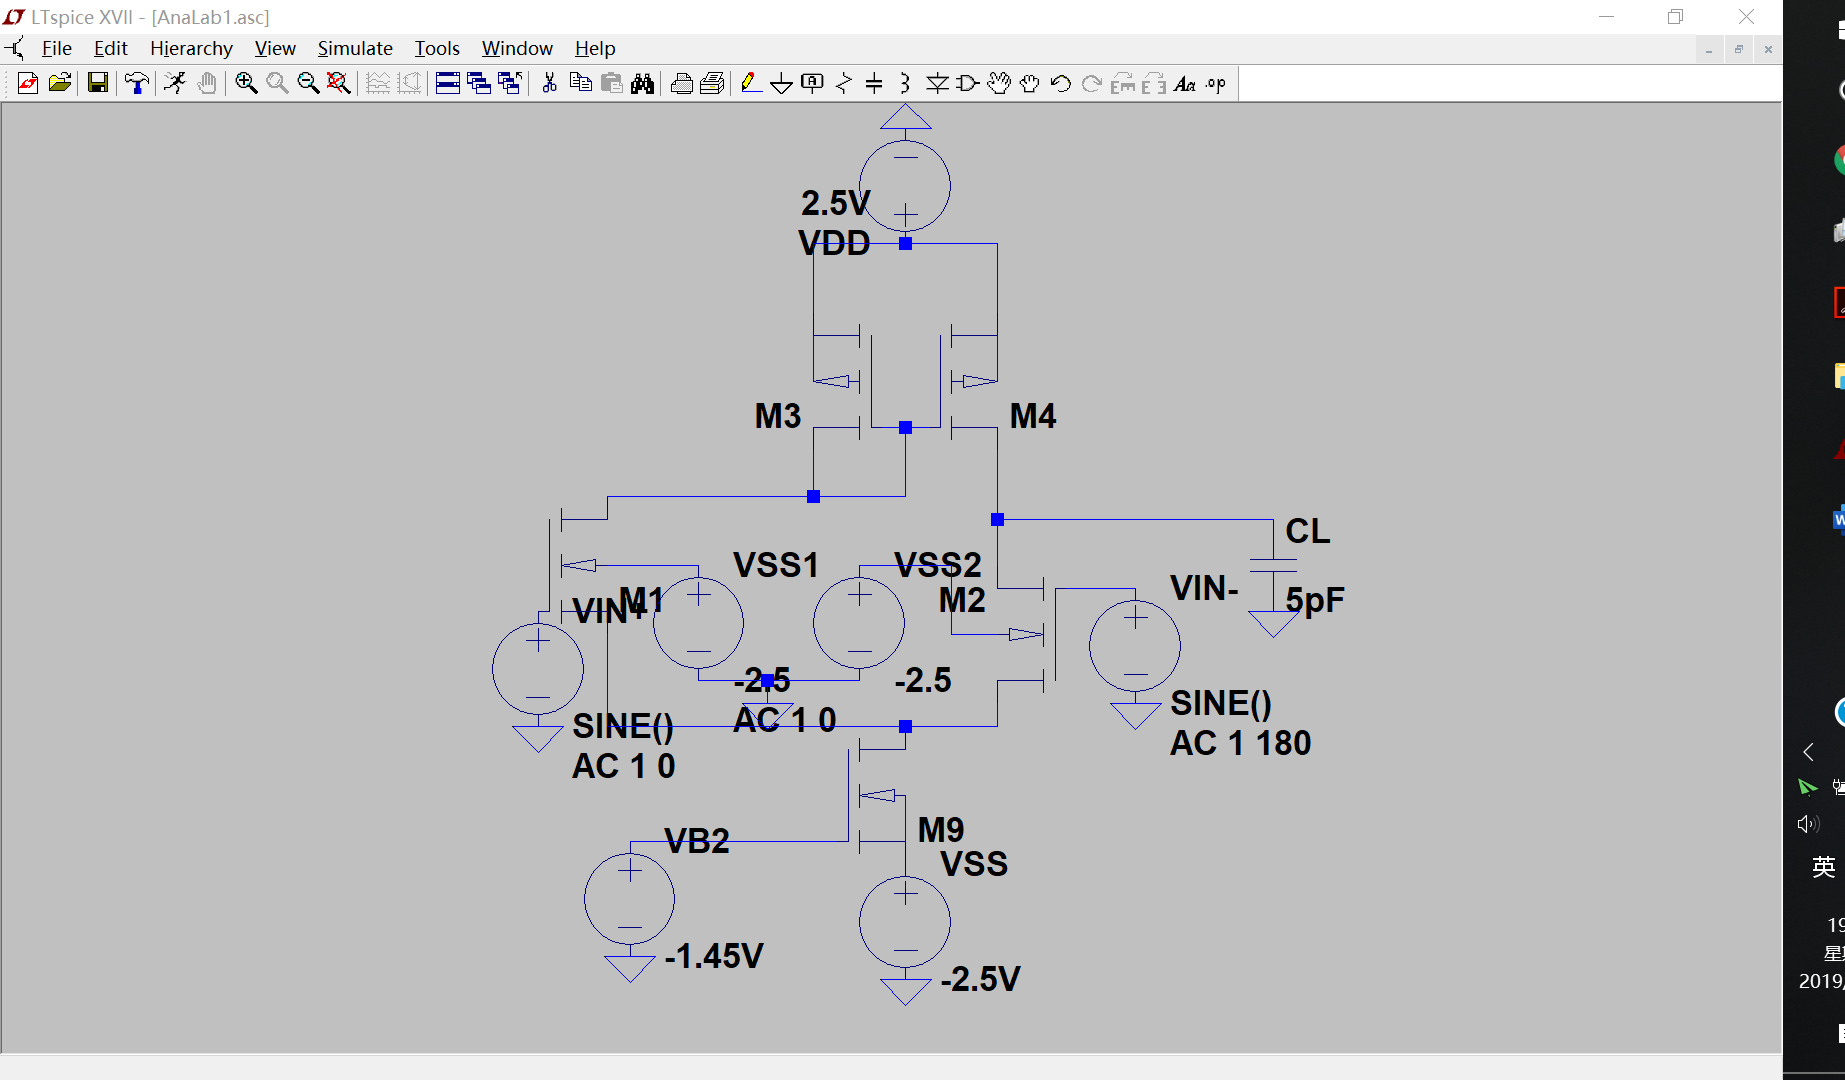 LTspice XVII - [AnaLab1.asc]
File Edit Hierarchy View Simulate Tools Window Help
.op
2.5V
VDD
M3
M4
CL
5pF
VSS1
VSS2
M1
M2
VIN+
VIN-
-2.5
AC 1 0
-2.5
SINE()
AC 1 0
SINE()
AC 1 180
M9
VB2
VSS
-1.45V
-2.5V
英
2019